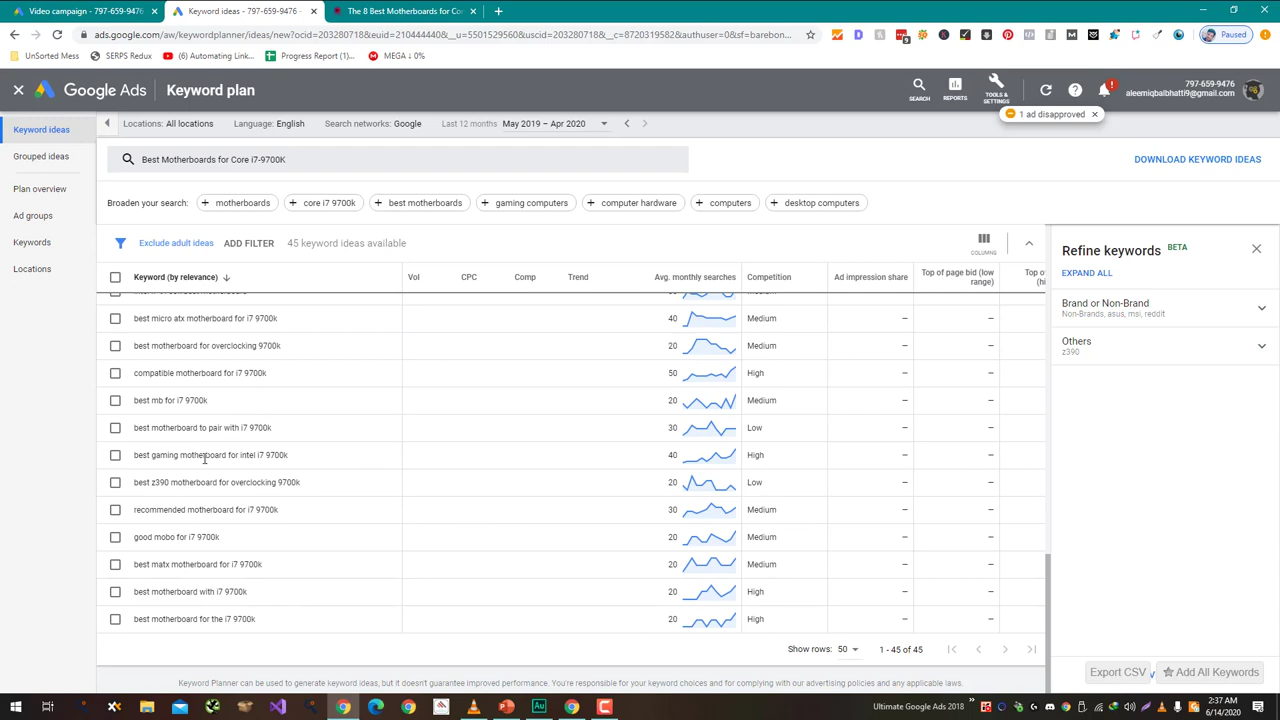 Video campaign - 797-659-9476
Keyword ideas - 797-659-9476
The 8 Best Motherboards for Co
ads.google.com/aw/keywordplanner/ideas/new?ocid=203280718&euid=210444440&__u=5501529560&uscid=203280718&__c=8720319582&authuser=0&sf=barebon...
Paused
UnSorted Mess
SERPS Redux
(6) Automating Link...
Progress Report (1)...
MEGA ↓ 0%
Google Ads
Keyword plan
SEARCH
REPORTS
TOOLS & SETTINGS
797-659-9476
aleemiqbalbhatti9@gmail.com
1 ad disapproved
Locations: All locations
Language: English
Google
Last 12 months
May 2019 – Apr 2020
Keyword ideas
Grouped ideas
Plan overview
Ad groups
Keywords
Locations
Best Motherboards for Core i7-9700K
DOWNLOAD KEYWORD IDEAS
Broaden your search:
motherboards
core i7 9700k
best motherboards
gaming computers
computer hardware
computers
desktop computers
Exclude adult ideas
ADD FILTER
45 keyword ideas available
COLUMNS
Refine keywords BETA
EXPAND ALL
Brand or Non-Brand
Non-Brands, asus, msi, reddit
Others
z390
Keyword (by relevance) Vol CPC Comp Trend Avg. monthly searches Competition Ad impression share Top of page bid (low range)
best micro atx motherboard for i7 9700k 40 Medium – –
best motherboard for overclocking 9700k 20 Medium – –
compatible motherboard for i7 9700k 50 High – –
best mb for i7 9700k 20 Medium – –
best motherboard to pair with i7 9700k 30 Low – –
best gaming motherboard for intel i7 9700k 40 High – –
best z390 motherboard for overclocking 9700k 20 Low – –
recommended motherboard for i7 9700k 30 Medium – –
good mobo for i7 9700k 20 Medium – –
best matx motherboard for i7 9700k 20 Medium – –
best motherboard with i7 9700k 20 High – –
best motherboard for the i7 9700k 20 High – –
Show rows: 50
1 - 45 of 45
Export CSV
Add All Keywords
Keyword Planner can be used to generate keyword ideas, but it doesn't guarantee improved performance. You're responsible for your keyword choices and for complying with our advertising policies and any applicable laws.
Ultimate Google Ads 2018
2:37 AM
6/14/2020